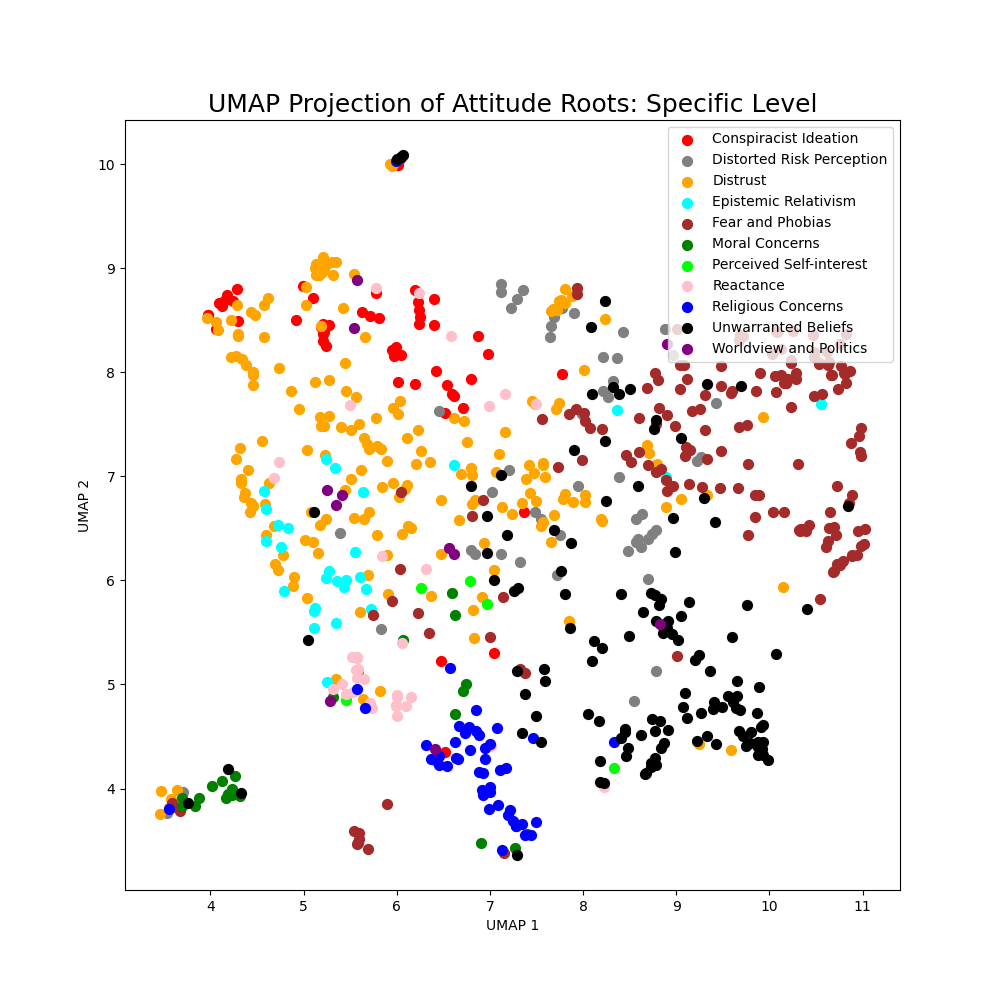 UMAP Projection of Attitude Roots: Specific Level
Conspiracist Ideation
Distorted Risk Perception
Distrust
Epistemic Relativism
Fear and Phobias
Moral Concerns
Perceived Self-interest
Reactance
Religious Concerns
Unwarranted Beliefs
Worldview and Politics
10
9
8
7
6
5
4
UMAP 2
4 5 6 7 8 9 10 11
UMAP 1